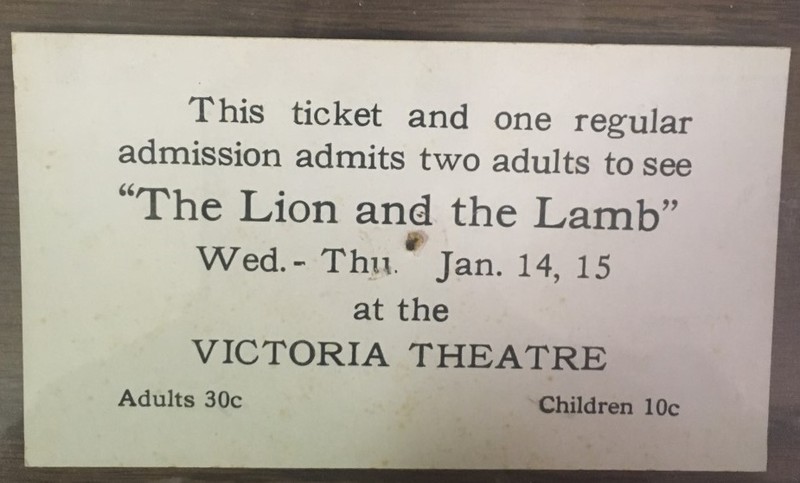 This ticket and one regular
admission admits two adults to see
“The Lion and the Lamb”
Wed. - Thu. Jan. 14, 15
at the
VICTORIA THEATRE
Adults 30c Children 10c